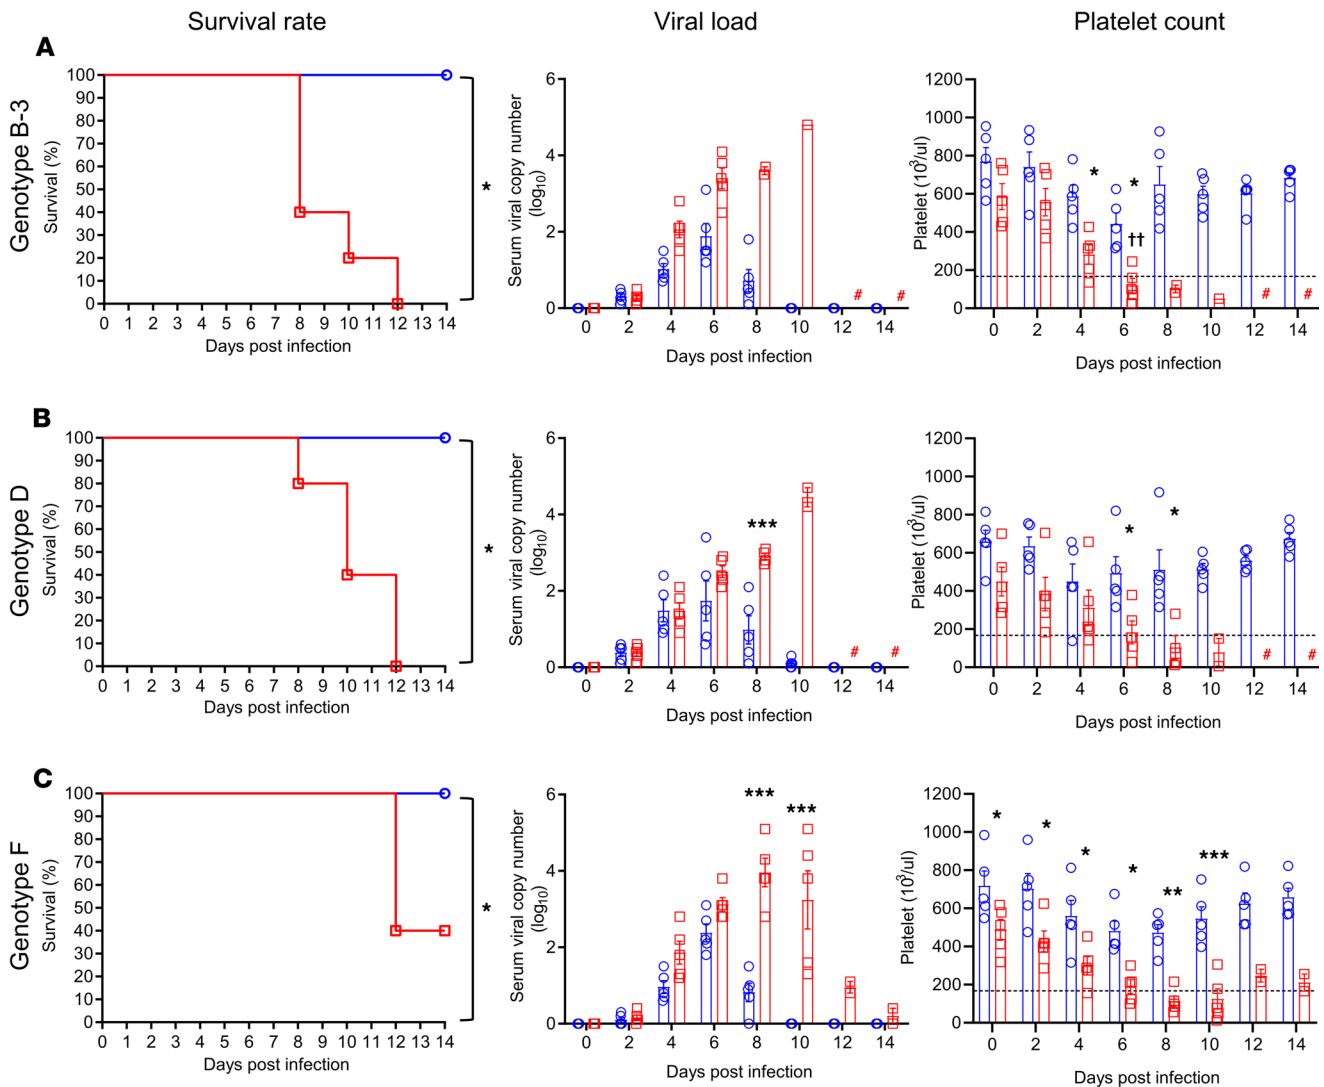 Survival rate Viral load Platelet count
A
Genotype B-3
Survival (%)
100
90
80
70
60
50
40
30
20
10
0
0 1 2 3 4 5 6 7 8 9 10 11 12 13 14
Days post infection
*
Serum viral copy number
(log10)
6
4
2
0
# #
0 2 4 6 8 10 12 14
Days post infection
Platelet (10³/ul)
1200
1000
800
600
400
200
0
* *
††
# #
0 2 4 6 8 10 12 14
Days post infection
B
Genotype D
Survival (%)
100
90
80
70
60
50
40
30
20
10
0
0 1 2 3 4 5 6 7 8 9 10 11 12 13 14
Days post infection
*
Serum viral copy number
(log10)
6
4
2
0
***
# #
0 2 4 6 8 10 12 14
Days post infection
Platelet (10³/ul)
1200
1000
800
600
400
200
0
* *
# #
0 2 4 6 8 10 12 14
Days post infection
C
Genotype F
Survival (%)
100
90
80
70
60
50
40
30
20
10
0
0 1 2 3 4 5 6 7 8 9 10 11 12 13 14
Days post infection
*
Serum viral copy number
(log10)
6
4
2
0
*** ***
0 2 4 6 8 10 12 14
Days post infection
Platelet (10³/ul)
1200
1000
800
600
400
200
0
* * * * ** ***
0 2 4 6 8 10 12 14
Days post infection